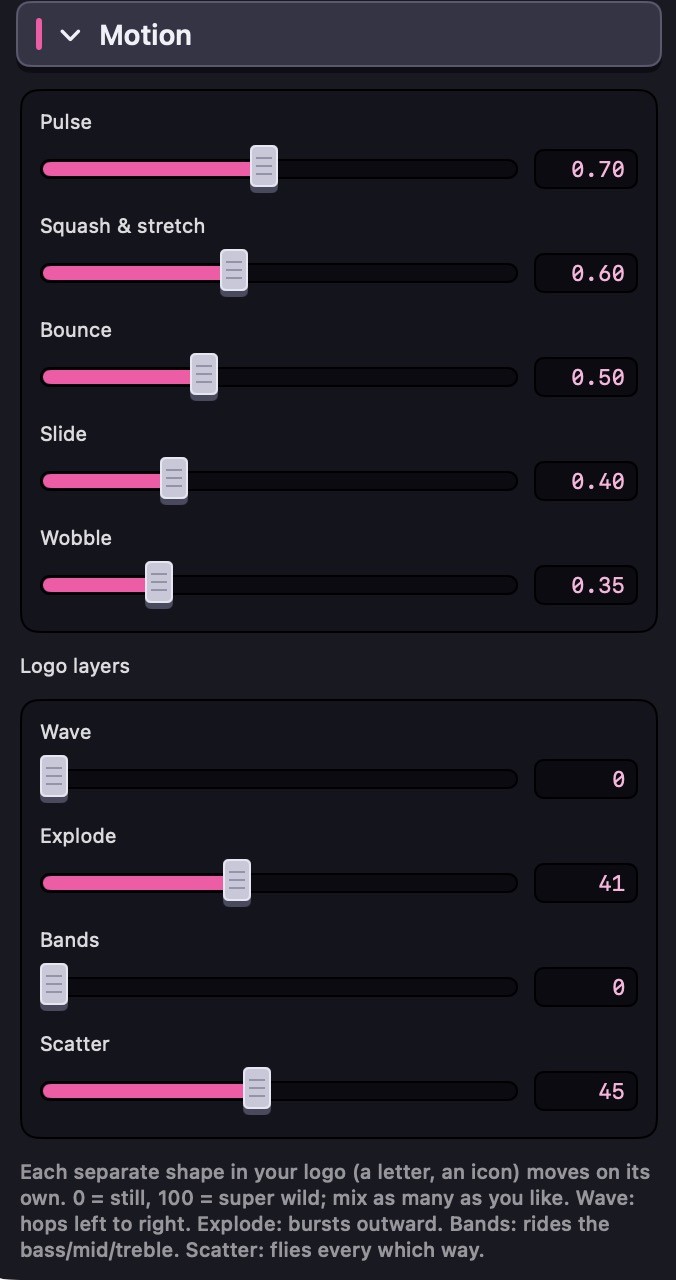 Motion
Pulse
0.70
Squash & stretch
0.60
Bounce
0.50
Slide
0.40
Wobble
0.35
Logo layers
Wave
0
Explode
41
Bands
0
Scatter
45
Each separate shape in your logo (a letter, an icon) moves on its
own. 0 = still, 100 = super wild; mix as many as you like. Wave:
hops left to right. Explode: bursts outward. Bands: rides the
bass/mid/treble. Scatter: flies every which way.